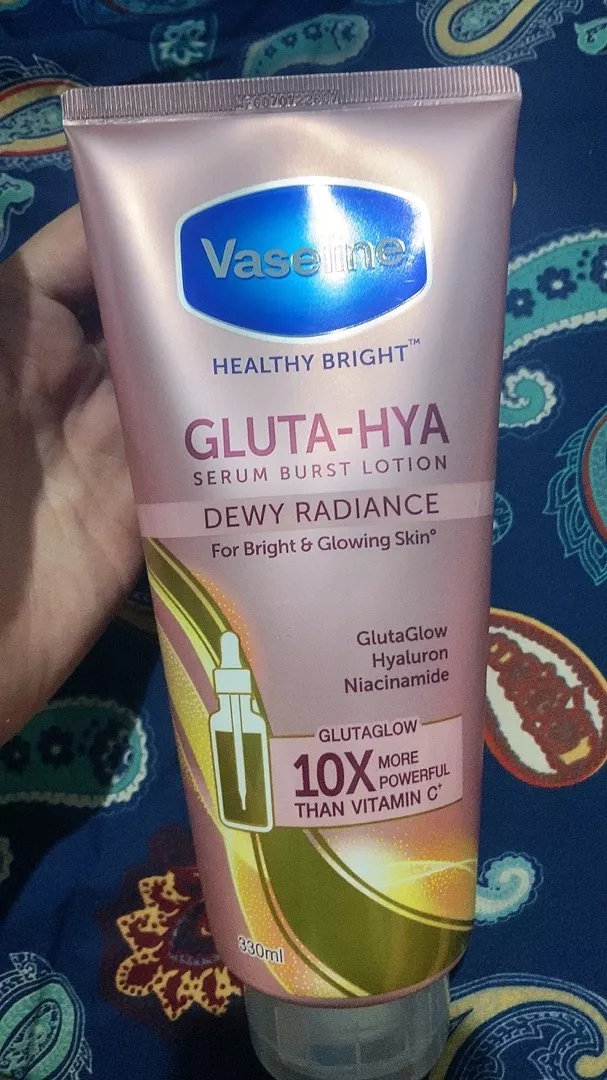 Vaseline
HEALTHY BRIGHT™
GLUTA-HYA
SERUM BURST LOTION
DEWY RADIANCE
For Bright & Glowing Skin°
GlutaGlow
Hyaluron
Niacinamide
GLUTAGLOW
10X MORE
POWERFUL
THAN VITAMIN C⁺
330ml